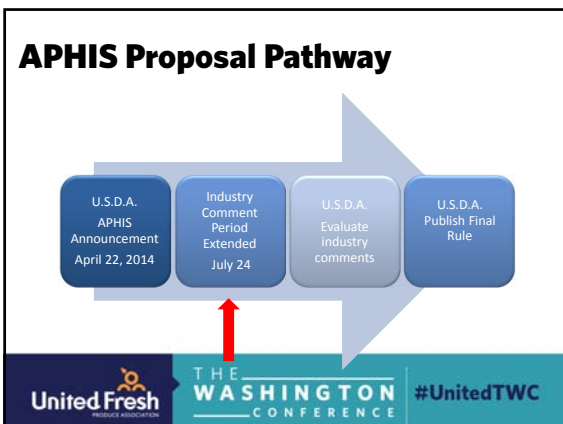 APHIS Proposal Pathway
U.S.D.A.
APHIS
Announcement
April 22, 2014
Industry
Comment
Period
Extended
July 24
U.S.D.A.
Evaluate
industry
comments
U.S.D.A.
Publish Final
Rule
United Fresh
PRODUCE ASSOCIATION
THE
WASHINGTON
CONFERENCE
#UnitedTWC